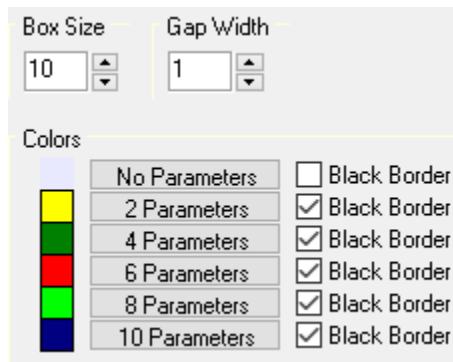 Box Size Gap Width
10 1
Colors
No Parameters Black Border
2 Parameters Black Border
4 Parameters Black Border
6 Parameters Black Border
8 Parameters Black Border
10 Parameters Black Border